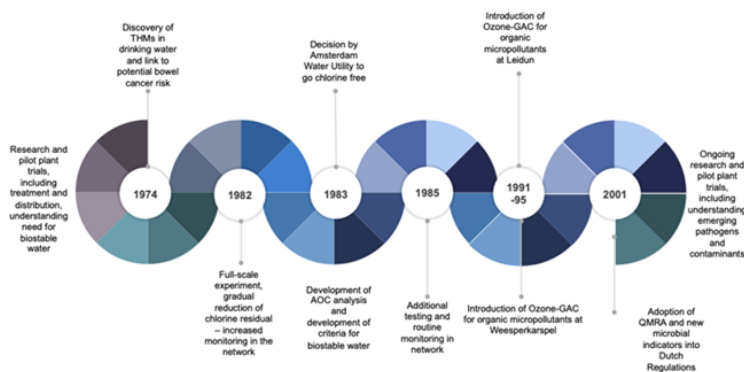 Discovery of
THMs in
drinking water
and link to
potential bowel
cancer risk
Decision by
Amsterdam
Water Utility to
go chlorine free
Introduction of
Ozone-GAC for
organic
micropollutants
at Leidun
Research and
pilot plant
trials,
including
treatment and
distribution,
understanding
need for
biostable
water
1974
1982
1983
1985
1991
-95
2001
Ongoing
research and
pilot plant
trials, including
understanding
emerging
pathogens and
contaminants
Full-scale
experiment,
gradual
reduction of
chlorine residual
– increased
monitoring in the
network
Development of
AOC analysis
and
development of
criteria for
biostable water
Additional
testing and
routine
monitoring in
network
Introduction of Ozone-GAC
for organic
micropollutants at
Weesperkarspel
Adoption of
QMRA and new
microbial
indicators into
Dutch
Regulations